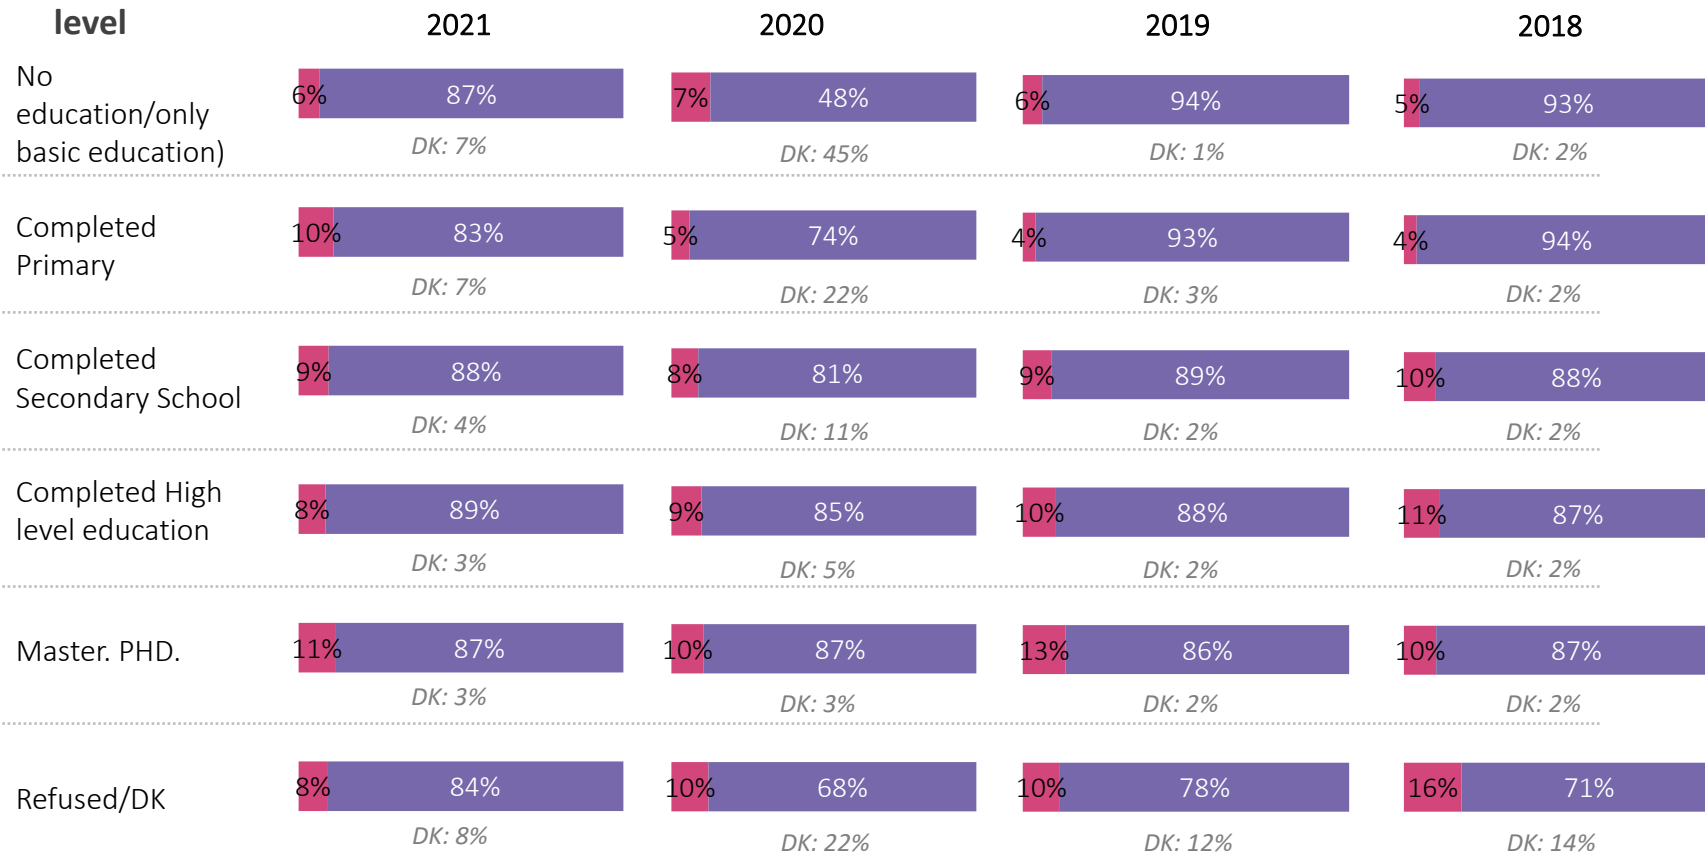 level 2021 2020 2019 2018
No
education/only
basic education)
6% 87% 7% 48% 6% 94% 5% 93%
DK: 7% DK: 45% DK: 1% DK: 2%
Completed
Primary
10% 83% 5% 74% 4% 93% 4% 94%
DK: 7% DK: 22% DK: 3% DK: 2%
Completed
Secondary School
9% 88% 8% 81% 9% 89% 10% 88%
DK: 4% DK: 11% DK: 2% DK: 2%
Completed High
level education
8% 89% 9% 85% 10% 88% 11% 87%
DK: 3% DK: 5% DK: 2% DK: 2%
Master. PHD.
11% 87% 10% 87% 13% 86% 10% 87%
DK: 3% DK: 3% DK: 2% DK: 2%
Refused/DK
8% 84% 10% 68% 10% 78% 16% 71%
DK: 8% DK: 22% DK: 12% DK: 14%